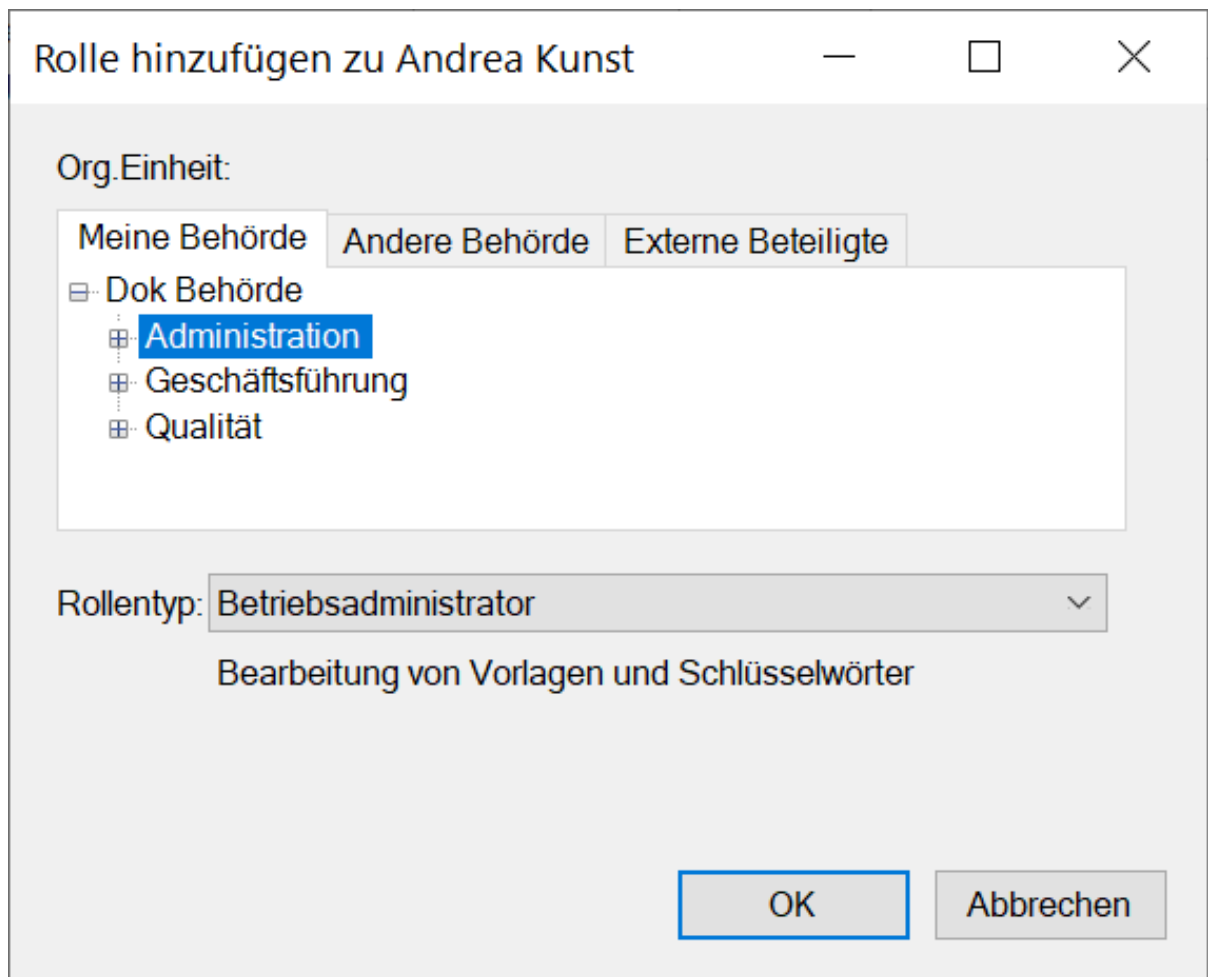 Rolle hinzufügen zu Andrea Kunst
Org.Einheit:
Meine Behörde Andere Behörde Externe Beteiligte
Dok Behörde
Administration
Geschäftsführung
Qualität
Rollentyp: Betriebsadministrator
Bearbeitung von Vorlagen und Schlüsselwörter
OK Abbrechen